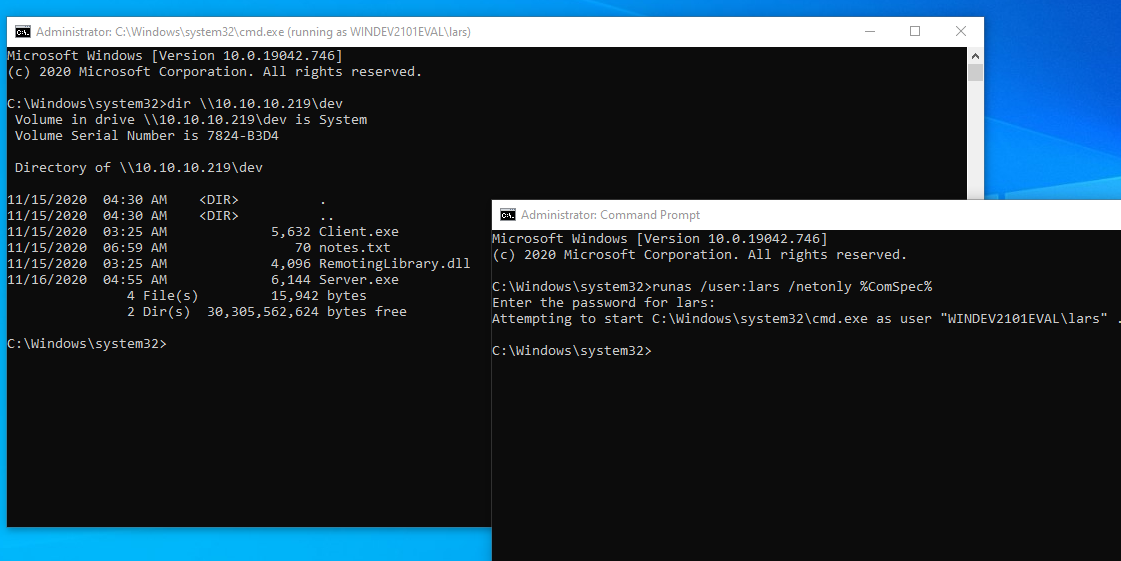 Administrator: C:\Windows\system32\cmd.exe (running as WINDEV2101EVAL\lars)
Microsoft Windows [Version 10.0.19042.746]
(c) 2020 Microsoft Corporation. All rights reserved.
C:\Windows\system32>dir \\10.10.10.219\dev
 Volume in drive \\10.10.10.219\dev is System
 Volume Serial Number is 7824-B3D4
 Directory of \\10.10.10.219\dev
11/15/2020  04:30 AM    <DIR>          .
11/15/2020  04:30 AM    <DIR>          ..
11/15/2020  03:25 AM             5,632 Client.exe
11/15/2020  06:59 AM                70 notes.txt
11/15/2020  03:25 AM             4,096 RemotingLibrary.dll
11/16/2020  04:55 AM             6,144 Server.exe
               4 File(s)         15,942 bytes
               2 Dir(s)  30,305,562,624 bytes free
C:\Windows\system32>
Administrator: Command Prompt
Microsoft Windows [Version 10.0.19042.746]
(c) 2020 Microsoft Corporation. All rights reserved.
C:\Windows\system32>runas /user:lars /netonly %ComSpec%
Enter the password for lars:
Attempting to start C:\Windows\system32\cmd.exe as user "WINDEV2101EVAL\lars" .
C:\Windows\system32>